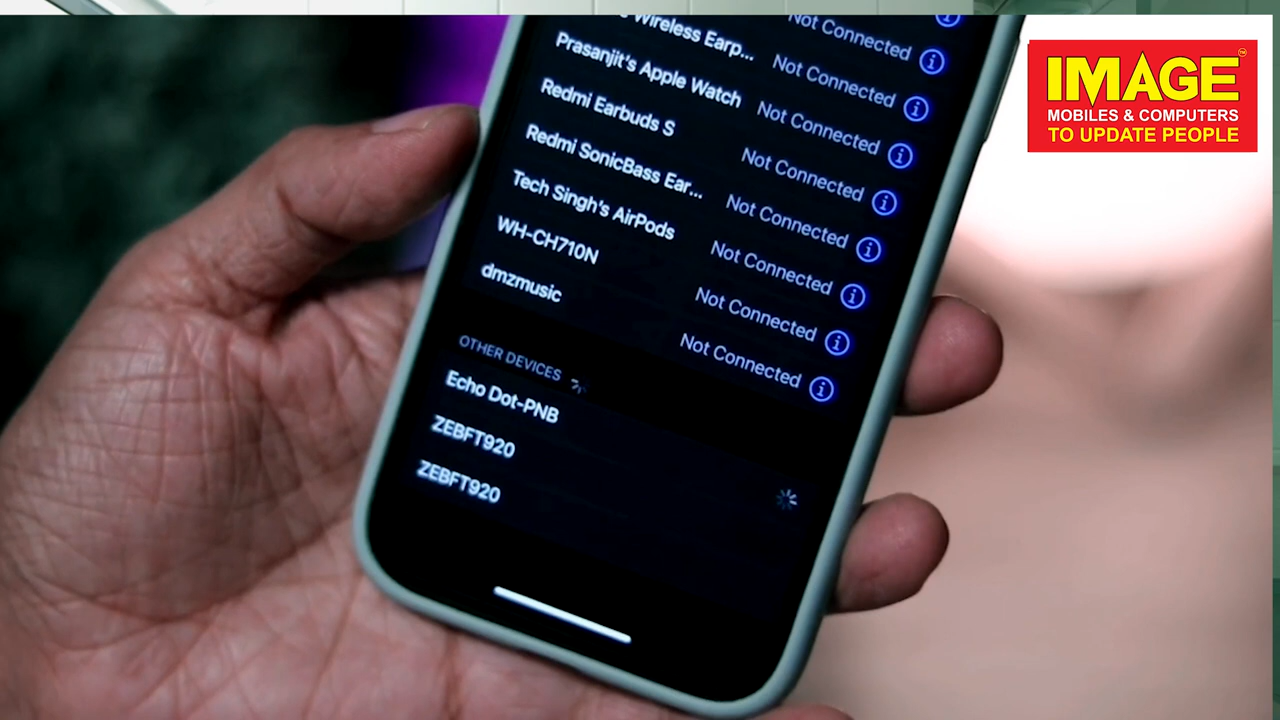 Wireless Earp...
Not Connected
Prasanjit's Apple Watch
Not Connected
Redmi Earbuds S
Not Connected
Redmi SonicBass Ear...
Not Connected
Tech Singh's AirPods
Not Connected
WH-CH710N
Not Connected
dmzmusic
Not Connected
Not Connected
OTHER DEVICES
Echo Dot-PNB
ZEBFT920
ZEBFT920
IMAGE™
MOBILES & COMPUTERS
TO UPDATE PEOPLE